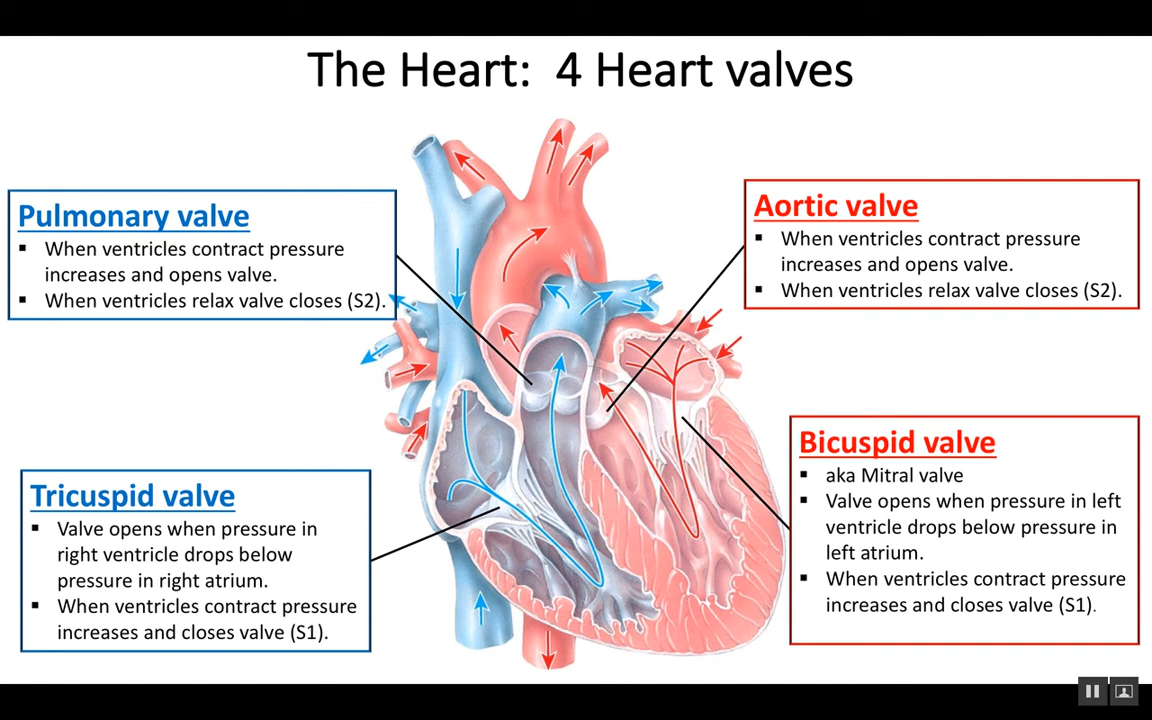 The Heart:  4 Heart valves
Pulmonary valve
▪ When ventricles contract pressure
increases and opens valve.
▪ When ventricles relax valve closes (S2).
Aortic valve
▪ When ventricles contract pressure
increases and opens valve.
▪ When ventricles relax valve closes (S2).
Tricuspid valve
▪ Valve opens when pressure in
right ventricle drops below
pressure in right atrium.
▪ When ventricles contract pressure
increases and closes valve (S1).
Bicuspid valve
▪ aka Mitral valve
▪ Valve opens when pressure in left
ventricle drops below pressure in
left atrium.
▪ When ventricles contract pressure
increases and closes valve (S1).